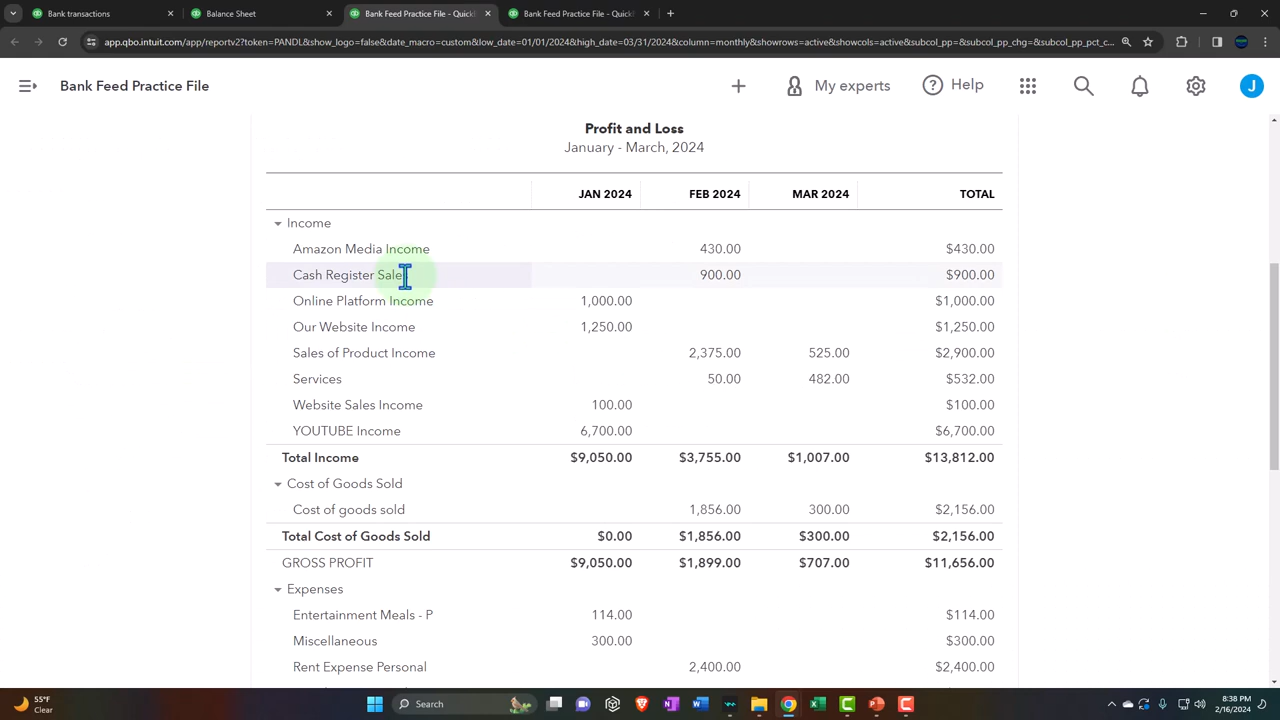 Bank transactions
Balance Sheet
Bank Feed Practice File - Quick
Bank Feed Practice File - Quick
app.qbo.intuit.com/app/reportv2?token=PANDL&show_logo=false&date_macro=custom&low_date=01/01/2024&high_date=03/31/2024&column=monthly&showrows=active&showcols=active&subcol_pp=&subcol_pp_chg=&subcol_pp_pct_c...
Bank Feed Practice File
My experts
Help
J
Profit and Loss
January - March, 2024
JAN 2024 FEB 2024 MAR 2024 TOTAL
Income
Amazon Media Income 430.00 $430.00
Cash Register Sales 900.00 $900.00
Online Platform Income 1,000.00 $1,000.00
Our Website Income 1,250.00 $1,250.00
Sales of Product Income 2,375.00 525.00 $2,900.00
Services 50.00 482.00 $532.00
Website Sales Income 100.00 $100.00
YOUTUBE Income 6,700.00 $6,700.00
Total Income $9,050.00 $3,755.00 $1,007.00 $13,812.00
Cost of Goods Sold
Cost of goods sold 1,856.00 300.00 $2,156.00
Total Cost of Goods Sold $0.00 $1,856.00 $300.00 $2,156.00
GROSS PROFIT $9,050.00 $1,899.00 $707.00 $11,656.00
Expenses
Entertainment Meals - P 114.00 $114.00
Miscellaneous 300.00 $300.00
Rent Expense Personal 2,400.00 $2,400.00
55°F
Clear
Search
8:38 PM
2/16/2024